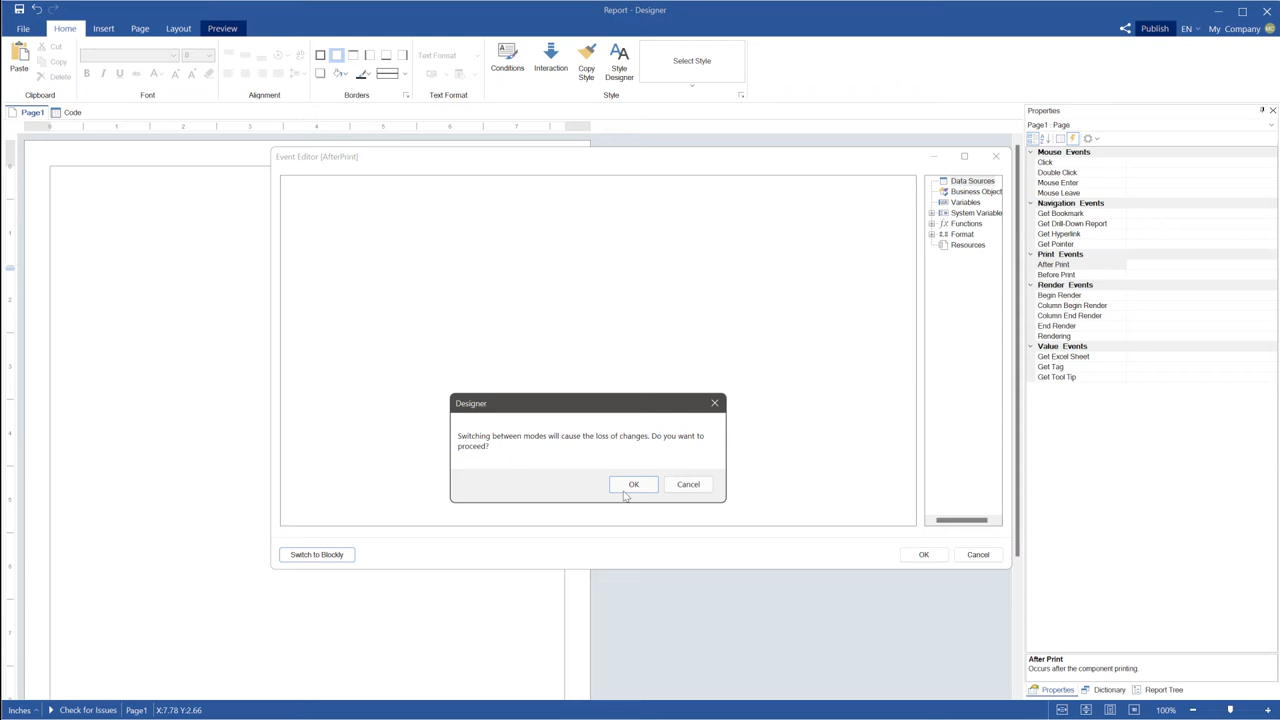 Report - Designer
File Home Insert Page Layout Preview
Publish EN My Company
Paste
Cut
Copy
Delete
Clipboard
8
B I U
Font
Alignment
Borders
Text Format
Text Format
Conditions
Interaction
Copy Style
Style Designer
Select Style
Style
Page1 Code
Event Editor [AfterPrint]
Data Sources
Business Object
Variables
System Variable
Functions
Format
Resources
Designer
Switching between modes will cause the loss of changes. Do you want to
proceed?
OK Cancel
Switch to Blockly OK Cancel
Properties
Page1 : Page
Mouse Events
Click
Double Click
Mouse Enter
Mouse Leave
Navigation Events
Get Bookmark
Get Drill-Down Report
Get Hyperlink
Get Pointer
Print Events
After Print
Before Print
Render Events
Begin Render
Column Begin Render
Column End Render
End Render
Rendering
Value Events
Get Excel Sheet
Get Tag
Get Tool Tip
After Print
Occurs after the component printing.
Properties Dictionary Report Tree
Inches Check for Issues Page1 X:7.78 Y:2.66 100%